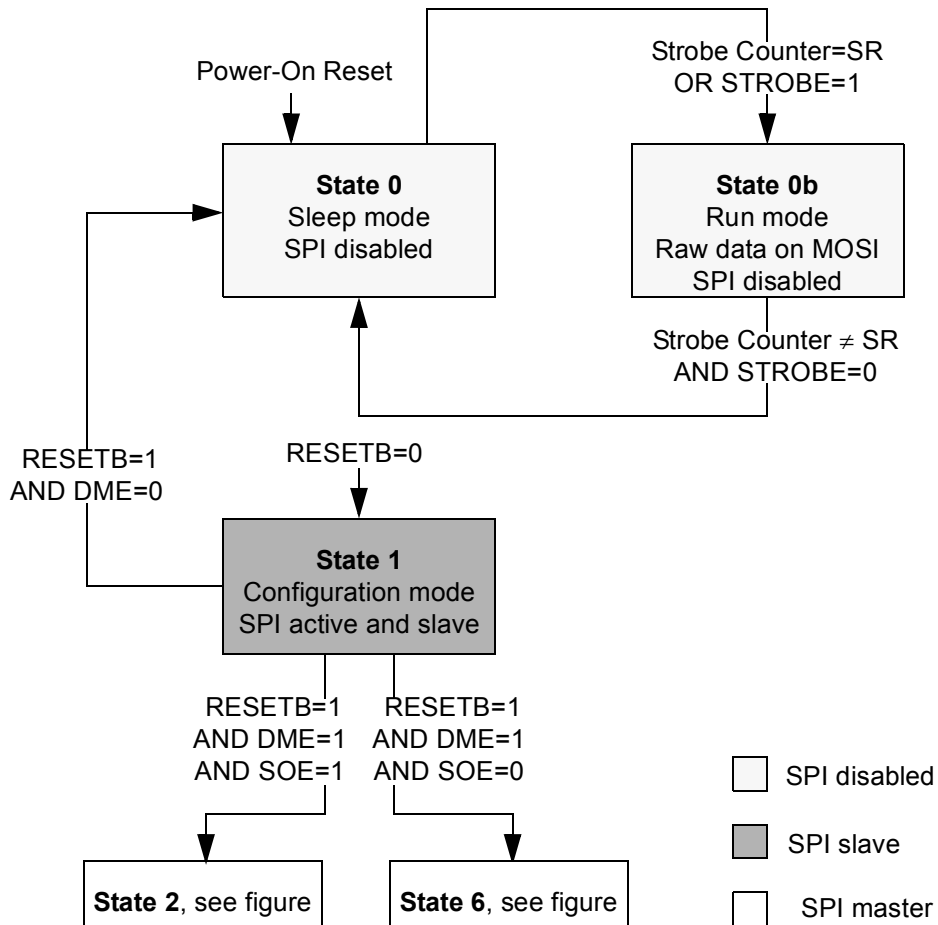 Power-On Reset
Strobe Counter=SR
OR STROBE=1
State 0
Sleep mode
SPI disabled
State 0b
Run mode
Raw data on MOSI
SPI disabled
Strobe Counter ≠ SR
AND STROBE=0
RESETB=1
AND DME=0
RESETB=0
State 1
Configuration mode
SPI active and slave
RESETB=1
AND DME=1
AND SOE=1
RESETB=1
AND DME=1
AND SOE=0
State 2, see figure
State 6, see figure
SPI disabled
SPI slave
SPI master